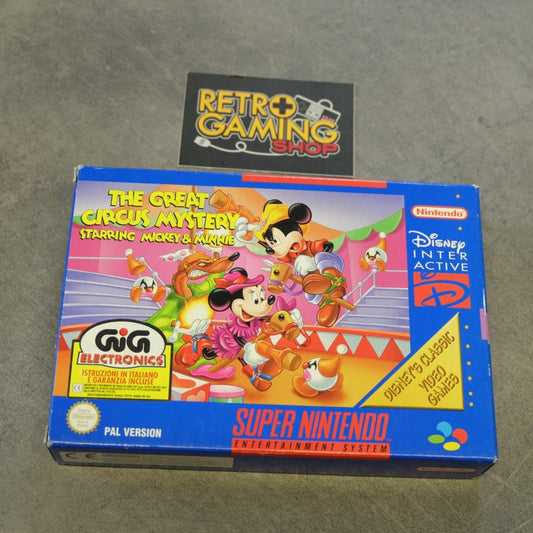 RETRO
GAMING
SHOP
THE GREAT
CIRCUS MYSTERY
STARRING MICKEY & MINNIE
Nintendo
Disney
INTER
ACTIVE
GIG
ELECTRONICS
ISTRUZIONI IN ITALIANO
E GARANZIA INCLUSE
DISNEY'S CLASSIC
VIDEO
GAMES
PAL VERSION
SUPER NINTENDO
ENTERTAINMENT SYSTEM